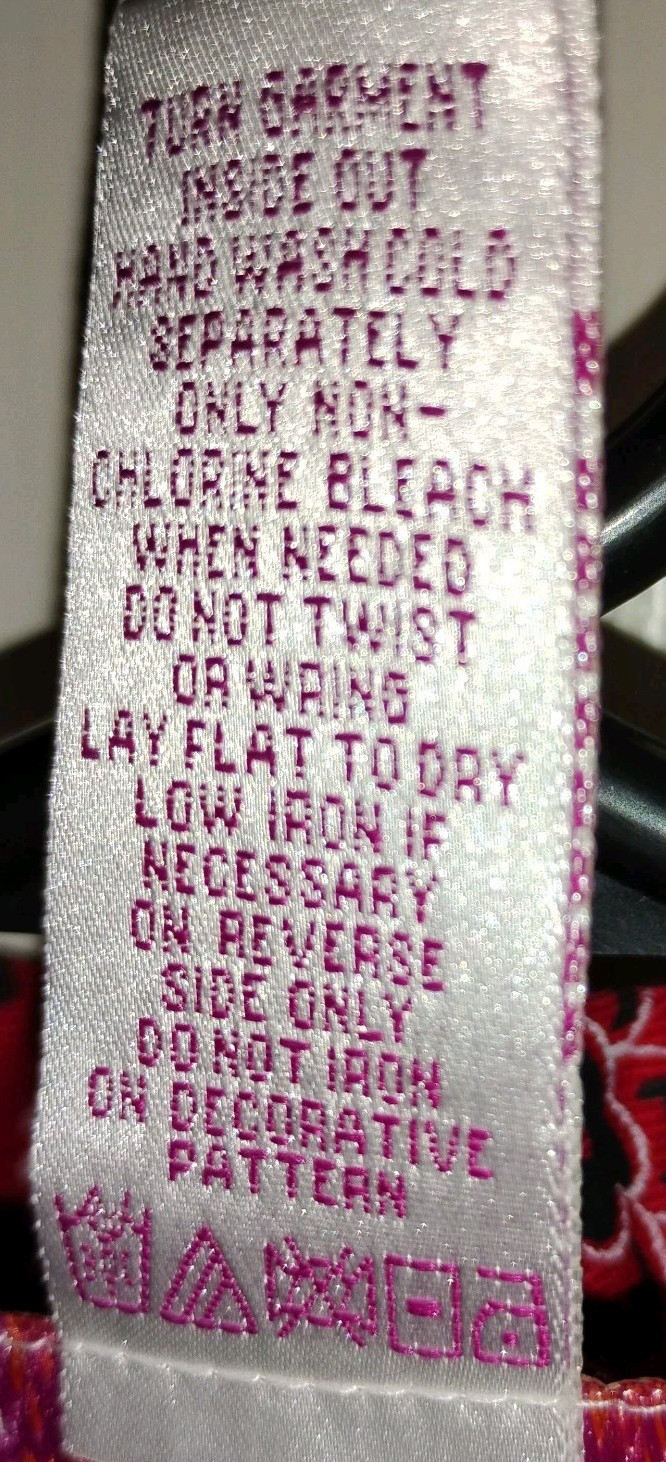 TURN GARMENT
INSIDE OUT
HAND WASH COLD
SEPARATELY
ONLY NON-
CHLORINE BLEACH
WHEN NEEDED
DO NOT TWIST
OR WRING
LAY FLAT TO DRY
LOW IRON IF
NECESSARY
ON REVERSE
SIDE ONLY
DO NOT IRON
ON DECORATIVE
PATTERN